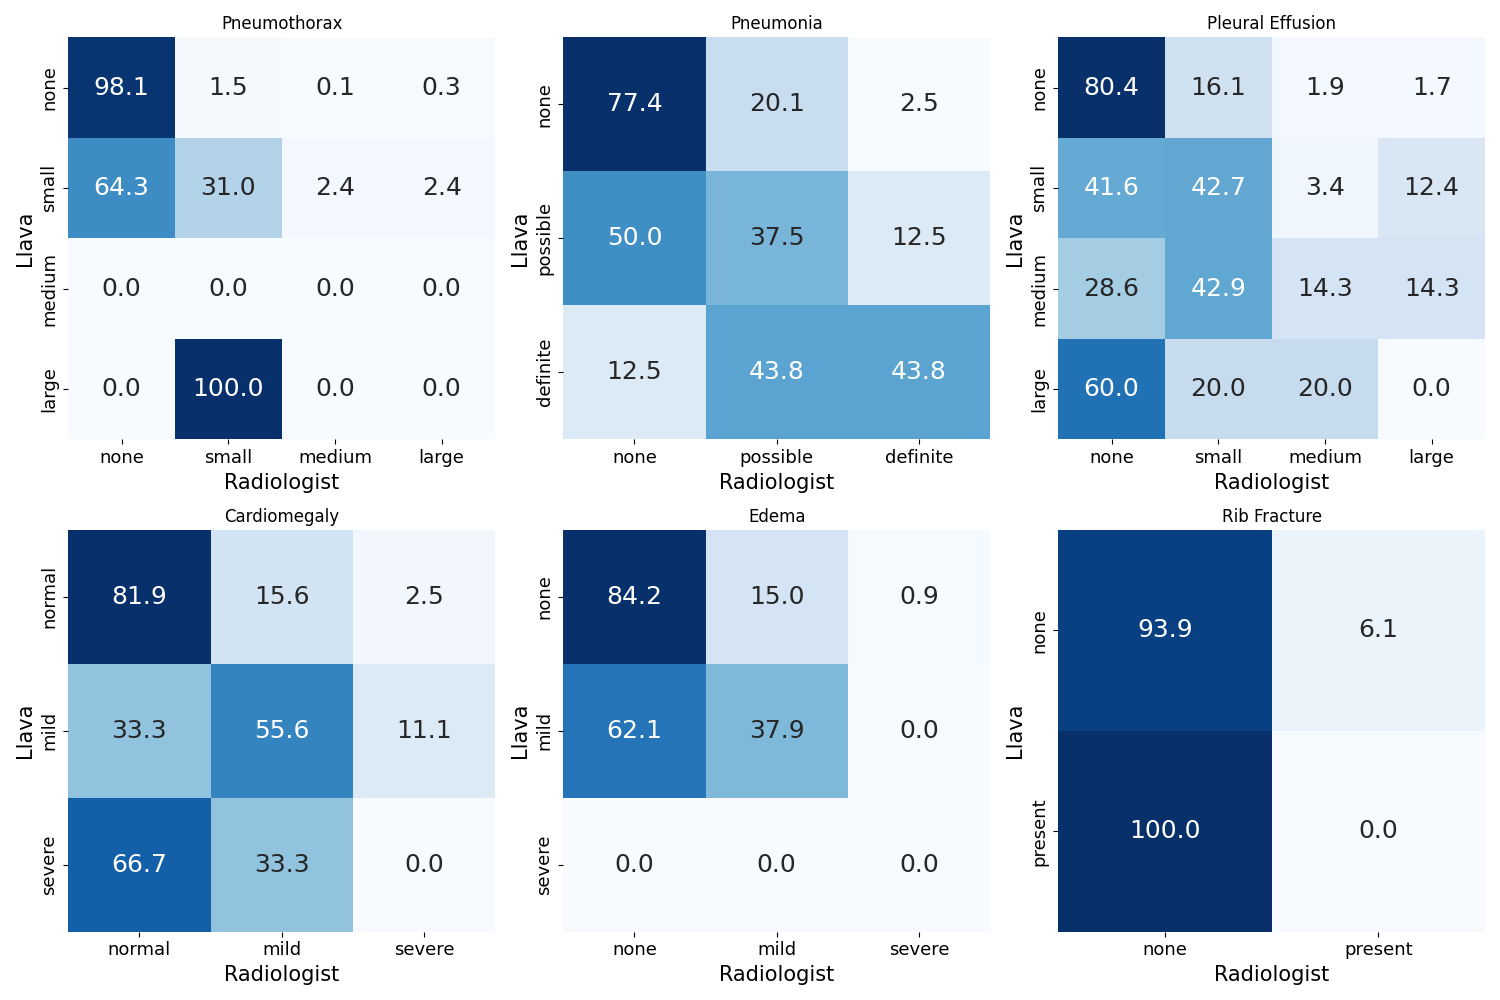 Pneumothorax
Llava
none 98.1 1.5 0.1 0.3
small 64.3 31.0 2.4 2.4
medium 0.0 0.0 0.0 0.0
large 0.0 100.0 0.0 0.0
none small medium large
Radiologist
Pneumonia
Llava
none 77.4 20.1 2.5
possible 50.0 37.5 12.5
definite 12.5 43.8 43.8
none possible definite
Radiologist
Pleural Effusion
Llava
none 80.4 16.1 1.9 1.7
small 41.6 42.7 3.4 12.4
medium 28.6 42.9 14.3 14.3
large 60.0 20.0 20.0 0.0
none small medium large
Radiologist
Cardiomegaly
Llava
normal 81.9 15.6 2.5
mild 33.3 55.6 11.1
severe 66.7 33.3 0.0
normal mild severe
Radiologist
Edema
Llava
none 84.2 15.0 0.9
mild 62.1 37.9 0.0
severe 0.0 0.0 0.0
none mild severe
Radiologist
Rib Fracture
Llava
none 93.9 6.1
present 100.0 0.0
none present
Radiologist